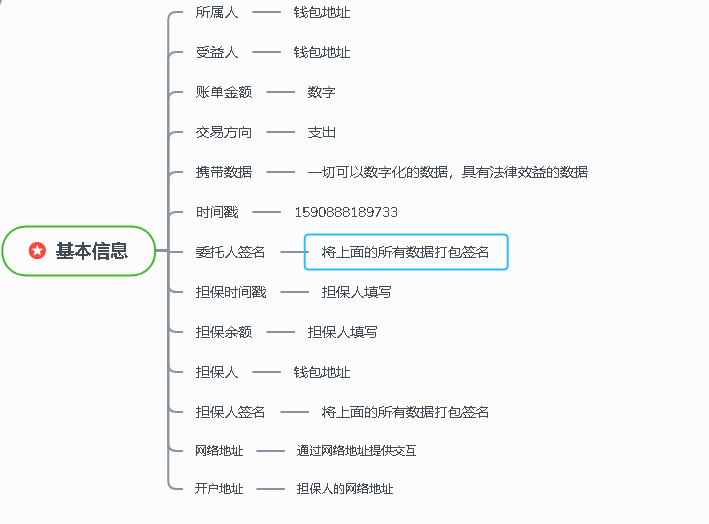 所属人 钱包地址
受益人 钱包地址
账单金额 数字
交易方向 支出
携带数据 一切可以数字化的数据，具有法律效益的数据
时间戳 1590888189733
基本信息
委托人签名 将上面的所有数据打包签名
担保时间戳 担保人填写
担保余额 担保人填写
担保人 钱包地址
担保人签名 将上面的所有数据打包签名
网络地址 通过网络地址提供交互
开户地址 担保人的网络地址